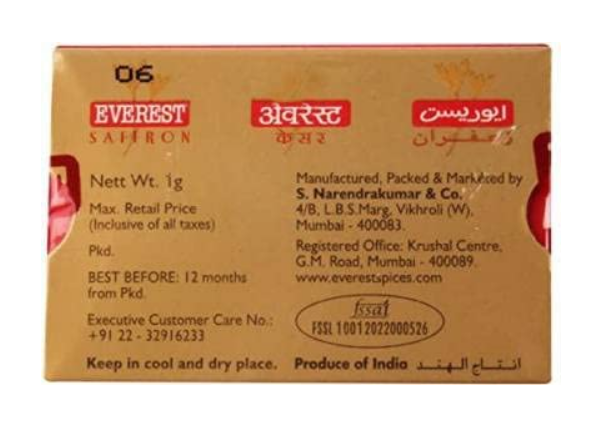 06
EVEREST
SAFFRON
एवरेस्ट
केसर
ايوريست
زعفران
Nett Wt. 1g
Max. Retail Price
(Inclusive of all taxes)
Pkd.
BEST BEFORE: 12 months
from Pkd.
Executive Customer Care No.:
+91 22 - 32916233
Manufactured, Packed & Marketed by
S. Narendrakumar & Co.
4/B, L.B.S.Marg, Vikhroli (W),
Mumbai - 400083.
Registered Office: Krushal Centre,
G.M. Road, Mumbai - 400089.
www.everestspices.com
fssai
FSSL 10012022000526
Keep in cool and dry place.
Produce of India انتاج الهند